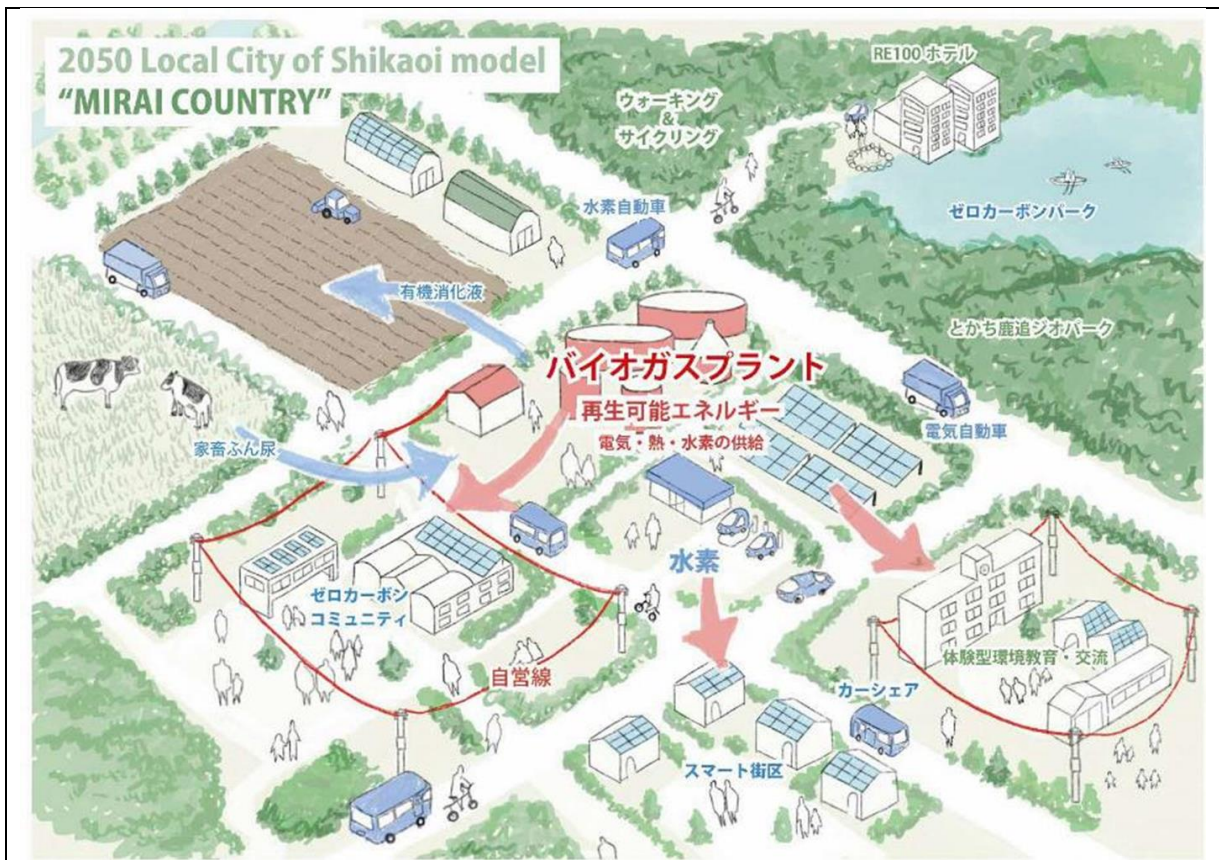 2050 Local City of Shikaoi model
“MIRAI COUNTRY”
RE100 ホテル
ウォーキング
&
サイクリング
水素自動車
ゼロカーボンパーク
有機消化液
とかち鹿追ジオパーク
バイオガスプラント
再生可能エネルギー
電気・熱・水素の供給
電気自動車
家畜ふん尿
水素
ゼロカーボン
コミュニティ
自営線
体験型環境教育・交流
カーシェア
スマート街区